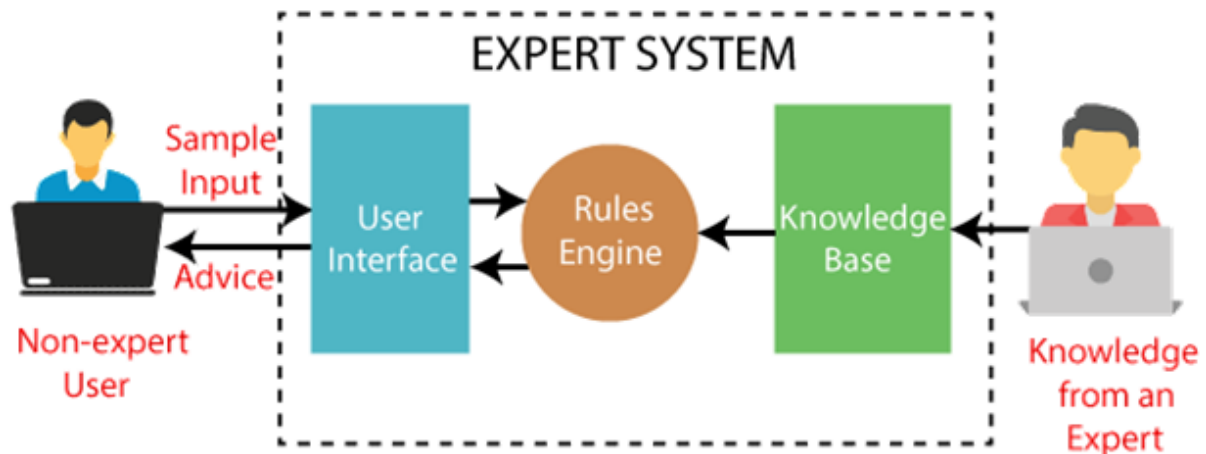 EXPERT SYSTEM
Sample
Input
Advice
Non-expert
User
User
Interface
Rules
Engine
Knowledge
Base
Knowledge
from an
Expert